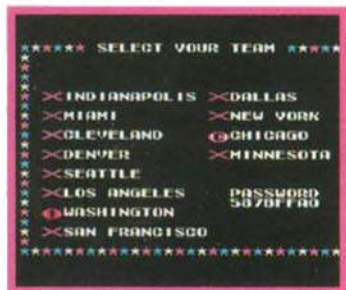 SELECT YOUR TEAM
INDIANAPOLIS DALLAS
MIAMI NEW YORK
CLEVELAND CHICAGO
DENVER MINNESOTA
SEATTLE
LOS ANGELES PASSWORD
587BFFA0
WASHINGTON
SAN FRANCISCO